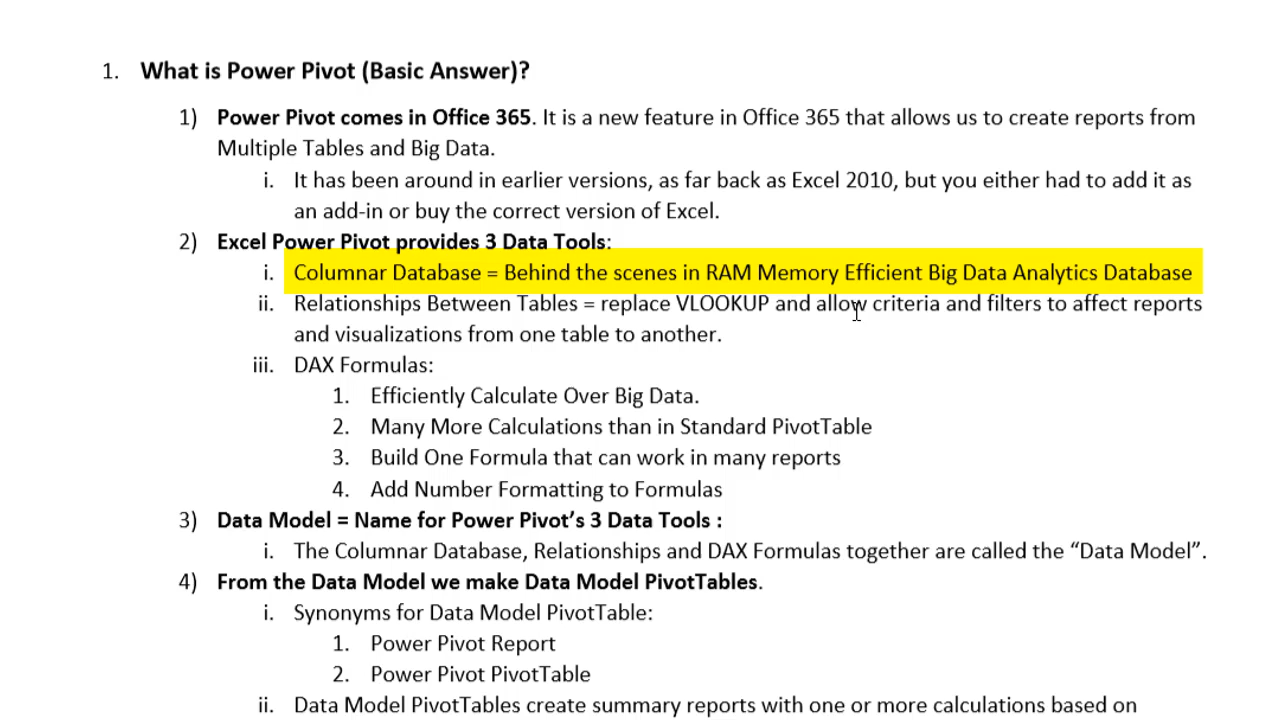 1. What is Power Pivot (Basic Answer)?
1) Power Pivot comes in Office 365. It is a new feature in Office 365 that allows us to create reports from
Multiple Tables and Big Data.
i. It has been around in earlier versions, as far back as Excel 2010, but you either had to add it as
an add-in or buy the correct version of Excel.
2) Excel Power Pivot provides 3 Data Tools:
i. Columnar Database = Behind the scenes in RAM Memory Efficient Big Data Analytics Database
ii. Relationships Between Tables = replace VLOOKUP and allow criteria and filters to affect reports
and visualizations from one table to another.
iii. DAX Formulas:
1. Efficiently Calculate Over Big Data.
2. Many More Calculations than in Standard PivotTable
3. Build One Formula that can work in many reports
4. Add Number Formatting to Formulas
3) Data Model = Name for Power Pivot’s 3 Data Tools :
i. The Columnar Database, Relationships and DAX Formulas together are called the “Data Model”.
4) From the Data Model we make Data Model PivotTables.
i. Synonyms for Data Model PivotTable:
1. Power Pivot Report
2. Power Pivot PivotTable
ii. Data Model PivotTables create summary reports with one or more calculations based on